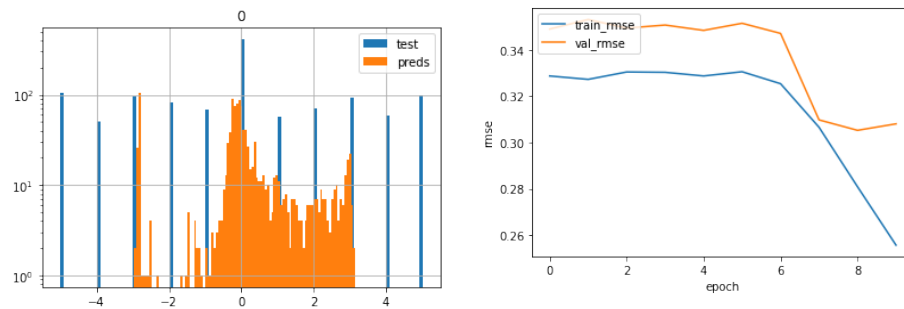 0
test
preds
10²
10¹
10⁰
−4 −2 0 2 4
train_rmse
val_rmse
0.34
0.32
0.30
0.28
0.26
rmse
0 2 4 6 8
epoch